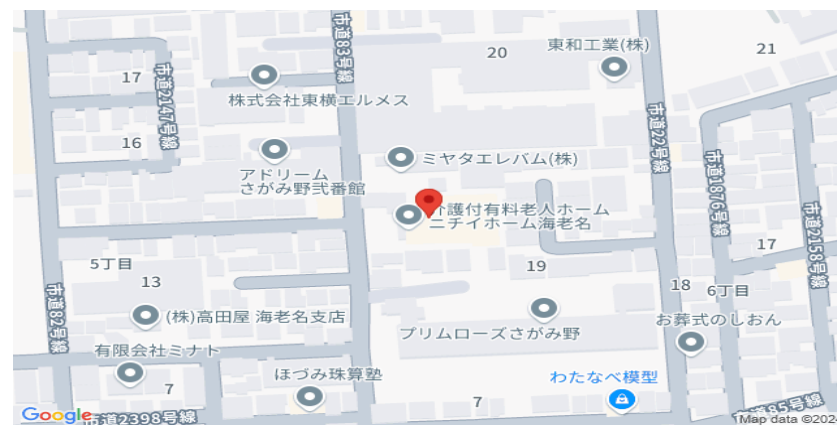 20
東和工業(株)
21
17
市道83号線
株式会社東横エルメス
市道2147号線
市道22号線
16
アドリーム
さがみ野弐番館
ミヤタエレバム(株)
市道1876号線
介護付有料老人ホーム
ニチイホーム海老名
市道2158号線
17
5丁目
13
19
18
6丁目
市道82号線
(株)高田屋 海老名支店
プリムローズさがみ野
お葬式のしおん
有限会社ミナト
7
ほづみ珠算塾
わたなべ模型
7
Google
市道2398号線
道85号線
Map data ©2024